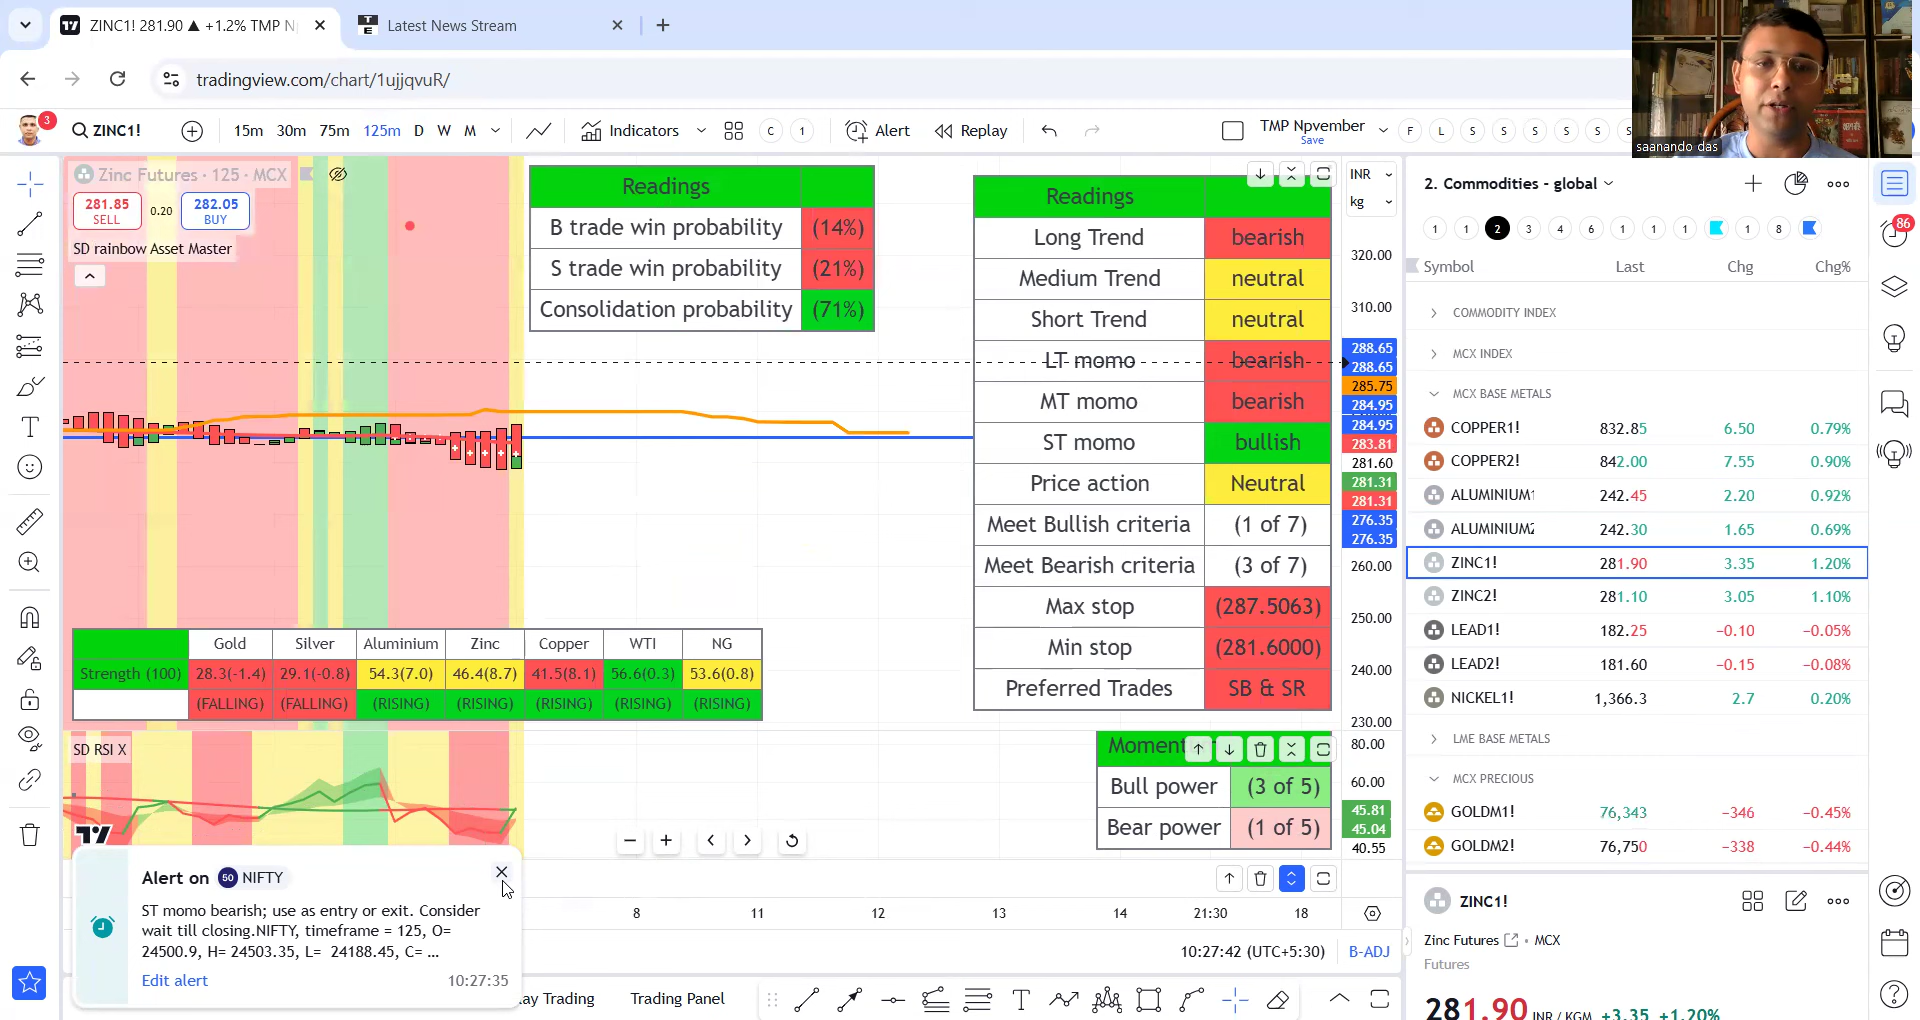 ZINC1! 281.90 ▲ +1.2% TMP N
Latest News Stream
tradingview.com/chart/1ujjqvuR/
saanando das
3
ZINC1!
15m 30m 75m 125m D W M
Indicators
C
1
Alert
Replay
TMP Npvember
Save
F L S S S S S S
Zinc Futures · 125 · MCX
281.85
SELL
0.20
282.05
BUY
SD rainbow Asset Master
Readings
B trade win probability (14%)
S trade win probability (21%)
Consolidation probability (71%)
Readings
Long Trend bearish
Medium Trend neutral
Short Trend neutral
LT momo bearish
MT momo bearish
ST momo bullish
Price action Neutral
Meet Bullish criteria (1 of 7)
Meet Bearish criteria (3 of 7)
Max stop (287.5063)
Min stop (281.6000)
Preferred Trades SB & SR
INR
kg
320.00
310.00
288.65
288.65
285.75
284.95
284.95
283.81
281.60
281.31
281.31
276.35
276.35
260.00
250.00
240.00
230.00
80.00
60.00
45.81
45.04
40.55
Gold Silver Aluminium Zinc Copper WTI NG
Strength (100) 28.3(-1.4) 29.1(-0.8) 54.3(7.0) 46.4(8.7) 41.5(8.1) 56.6(0.3) 53.6(0.8)
(FALLING) (FALLING) (RISING) (RISING) (RISING) (RISING) (RISING)
SD RSI X
Moment
Bull power (3 of 5)
Bear power (1 of 5)
Alert on 50 NIFTY
ST momo bearish; use as entry or exit. Consider
wait till closing.NIFTY, timeframe = 125, O=
24500.9, H= 24503.35, L= 24188.45, C= ...
Edit alert 10:27:35
8 11 12 13 14 21:30 18
10:27:42 (UTC+5:30) B-ADJ
ay Trading
Trading Panel
2. Commodities - global
1 1 2 3 4 6 1 1 1 1 8
86
Symbol Last Chg Chg%
COMMODITY INDEX
MCX INDEX
MCX BASE METALS
COPPER1! 832.85 6.50 0.79%
COPPER2! 842.00 7.55 0.90%
ALUMINIUM1 242.45 2.20 0.92%
ALUMINIUM2 242.30 1.65 0.69%
ZINC1! 281.90 3.35 1.20%
ZINC2! 281.10 3.05 1.10%
LEAD1! 182.25 −0.10 −0.05%
LEAD2! 181.60 −0.15 −0.08%
NICKEL1! 1,366.3 2.7 0.20%
LME BASE METALS
MCX PRECIOUS
GOLDM1! 76,343 −346 −0.45%
GOLDM2! 76,750 −338 −0.44%
ZINC1!
Zinc Futures • MCX
Futures
281.90 INR / KGM +3.35 +1.20%